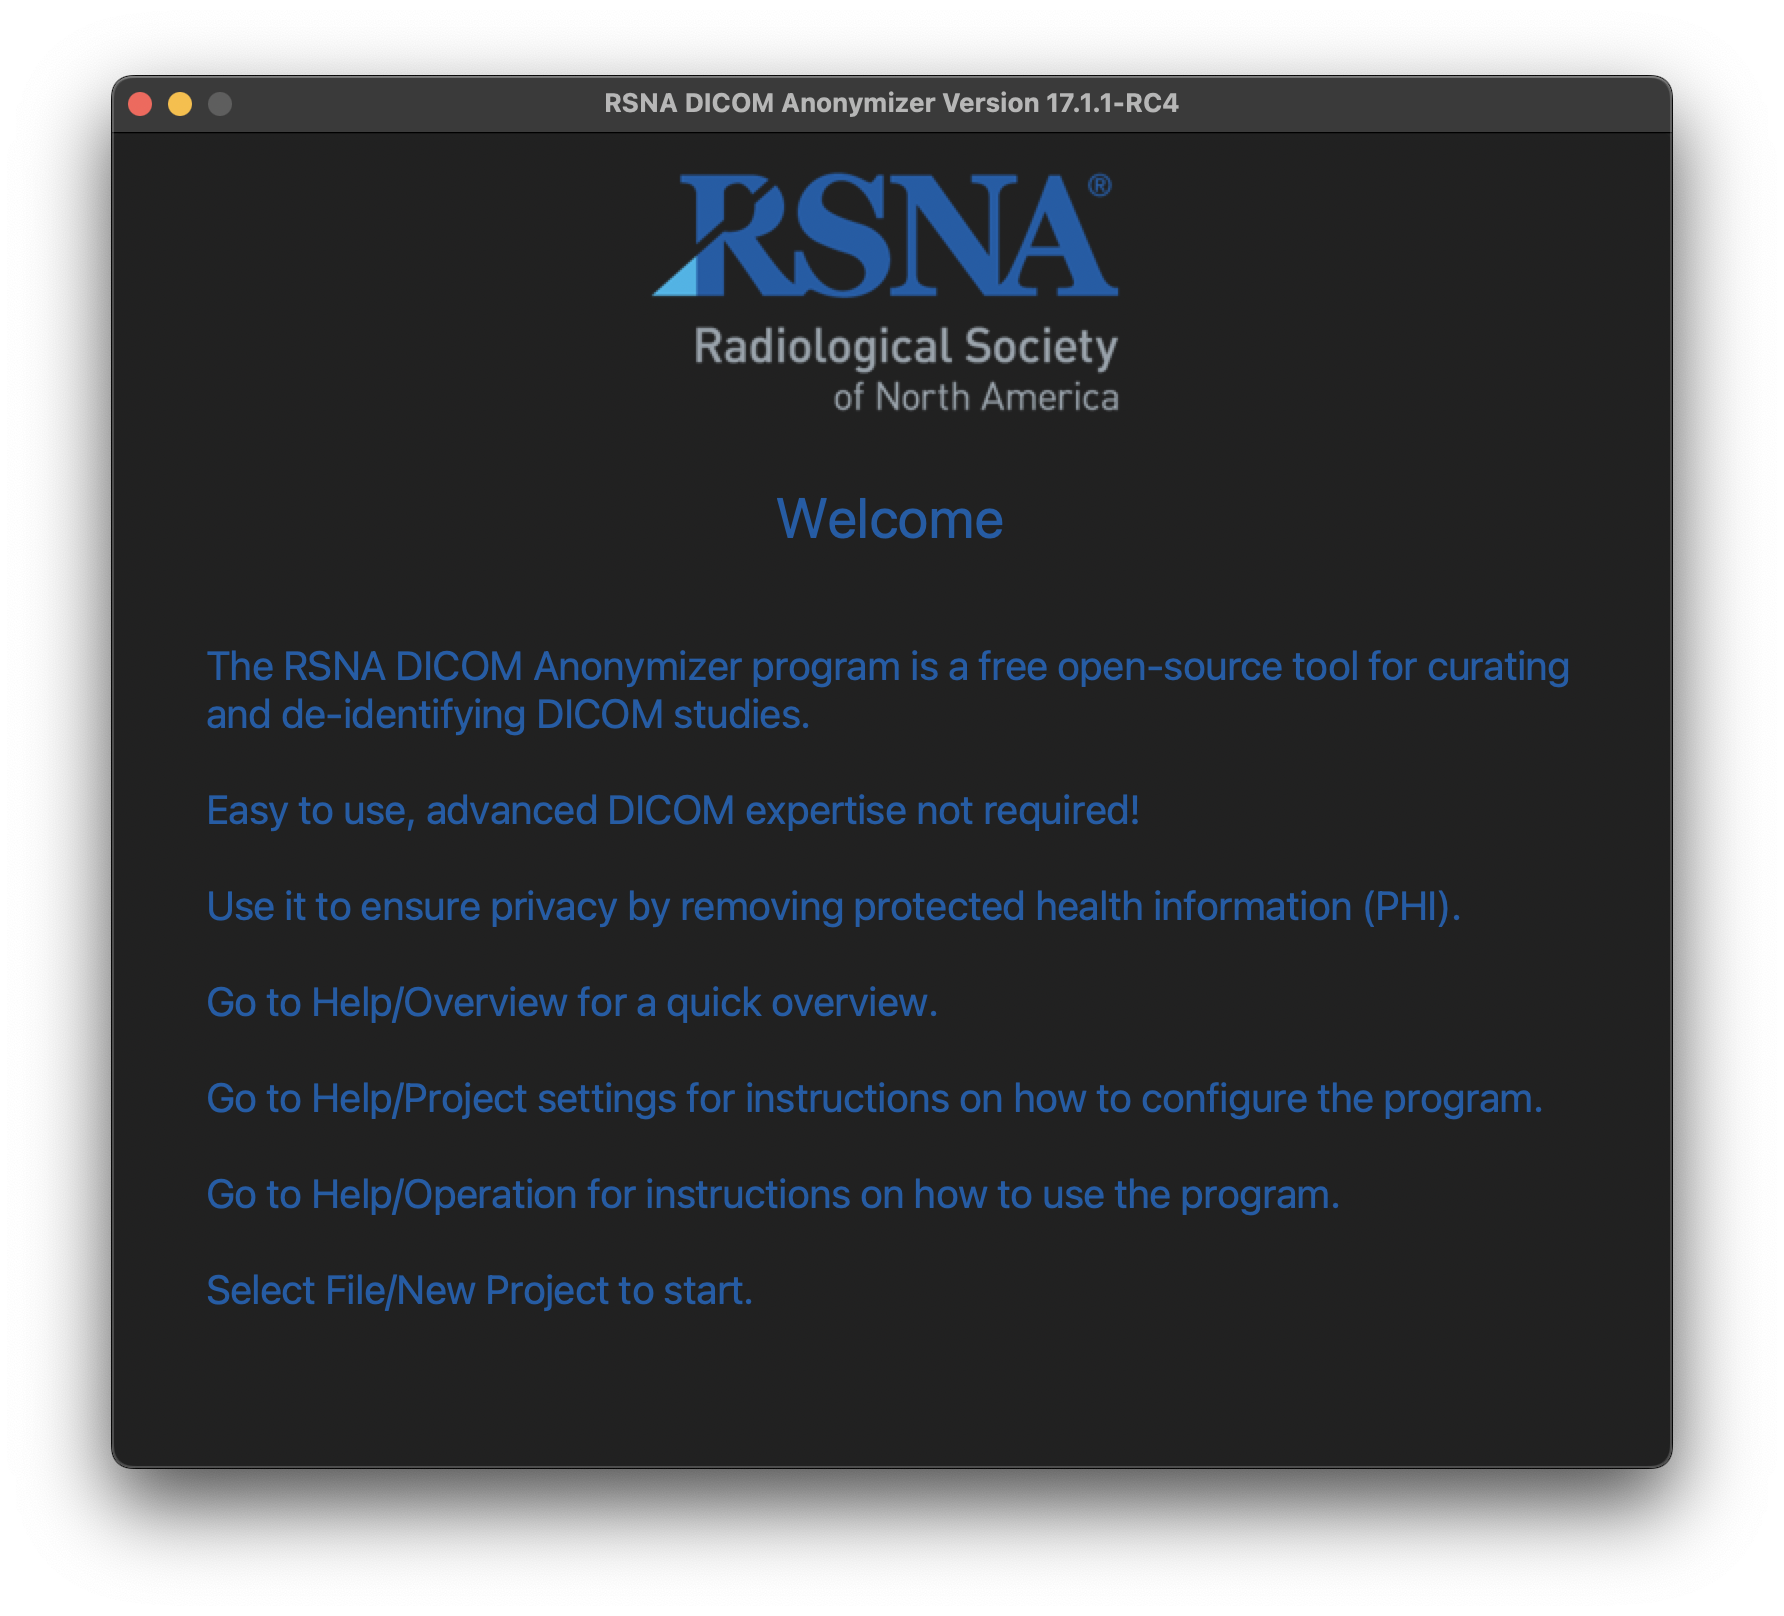 RSNA DICOM Anonymizer Version 17.1.1-RC4
RSNA®
Radiological Society
of North America
Welcome
The RSNA DICOM Anonymizer program is a free open-source tool for curating
and de-identifying DICOM studies.
Easy to use, advanced DICOM expertise not required!
Use it to ensure privacy by removing protected health information (PHI).
Go to Help/Overview for a quick overview.
Go to Help/Project settings for instructions on how to configure the program.
Go to Help/Operation for instructions on how to use the program.
Select File/New Project to start.